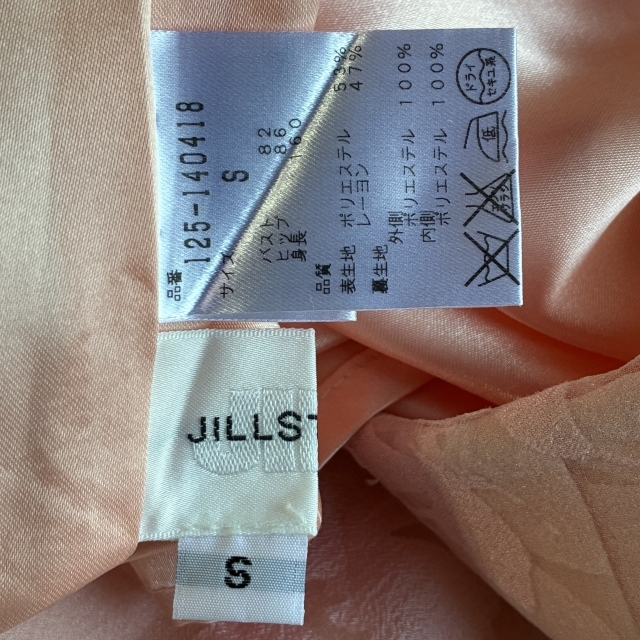 品番
125-140418
サイズ S
バスト 82
ヒップ 86
身長 160
品質
表生地 ポリエステル 53%
レーヨン 47%
裏生地
外側
ポリエステル 100%
内側
ポリエステル 100%
ドライ
セキユ系
JILLS
S